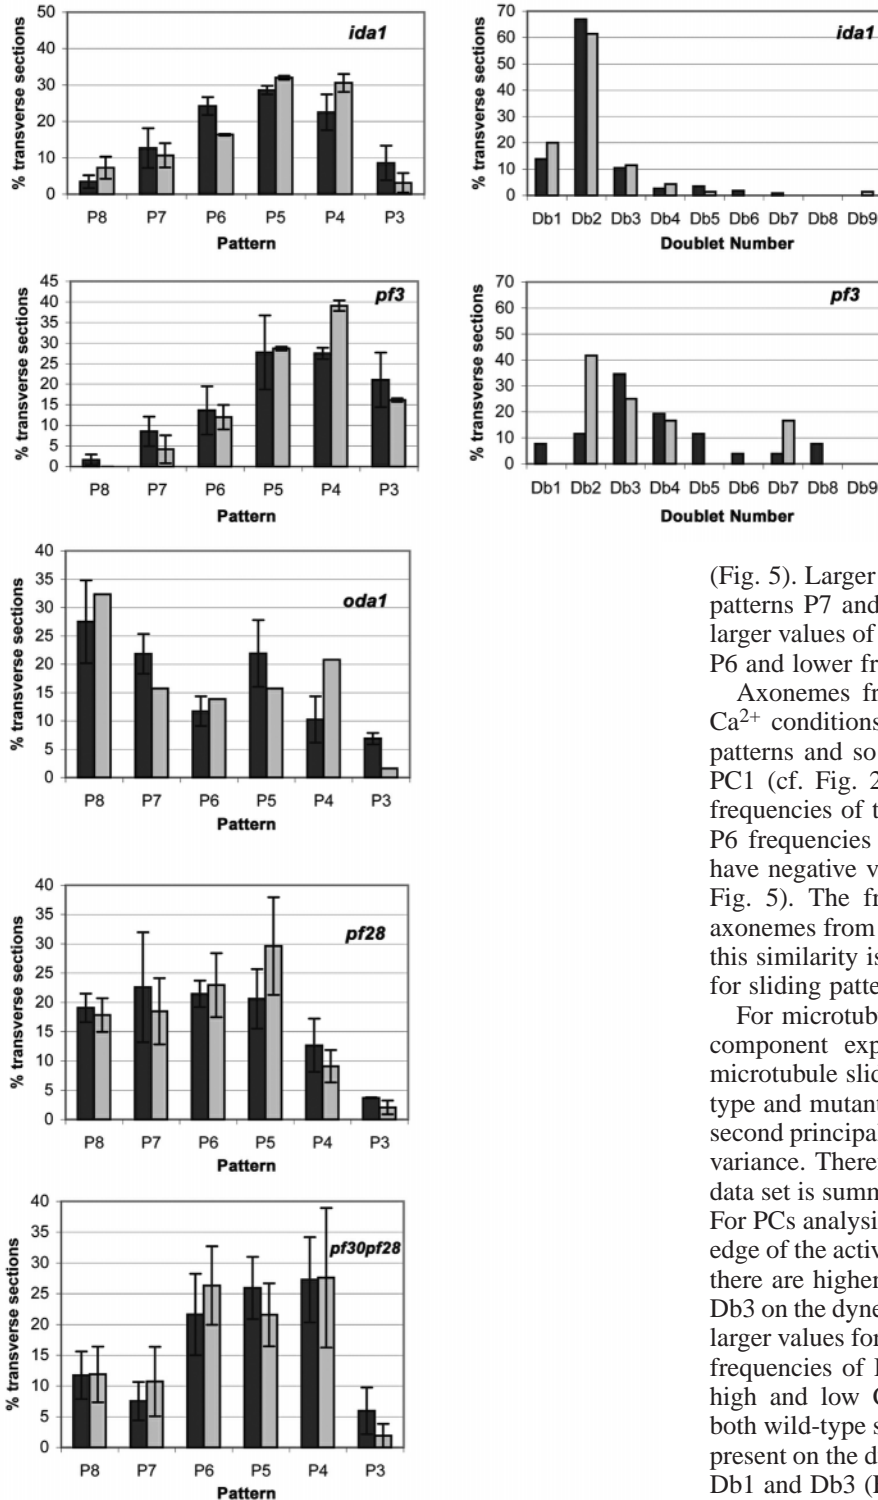 50
40
30
20
10
0
% transverse sections
ida1
P8 P7 P6 P5 P4 P3
Pattern
70
60
50
40
30
20
10
0
% transverse sections
ida1
Db1 Db2 Db3 Db4 Db5 Db6 Db7 Db8 Db9
Doublet Number
45
40
35
30
25
20
15
10
5
0
% transverse sections
pf3
P8 P7 P6 P5 P4 P3
Pattern
70
60
50
40
30
20
10
0
% transverse sections
pf3
Db1 Db2 Db3 Db4 Db5 Db6 Db7 Db8 Db9
Doublet Number
40
35
30
25
20
15
10
5
0
% transverse sections
oda1
P8 P7 P6 P5 P4 P3
Pattern
40
35
30
25
20
15
10
5
0
% transverse sections
pf28
P8 P7 P6 P5 P4 P3
Pattern
40
35
30
25
20
15
10
5
0
% transverse sections
pf30pf28
P8 P7 P6 P5 P4 P3
Pattern
(Fig. 5). Larger
patterns P7 and
larger values of
P6 and lower fr
Axonemes fr
Ca2+ conditions
patterns and so
PC1 (cf. Fig. 2
frequencies of t
P6 frequencies
have negative v
Fig. 5). The fr
axonemes from
this similarity is
for sliding patte
For microtub
component exp
microtubule slid
type and mutant
second principal
variance. There
data set is summ
For PCs analysi
edge of the activ
there are higher
Db3 on the dyne
larger values for
frequencies of I
high and low C
both wild-type s
present on the d
Db1 and Db3 (I